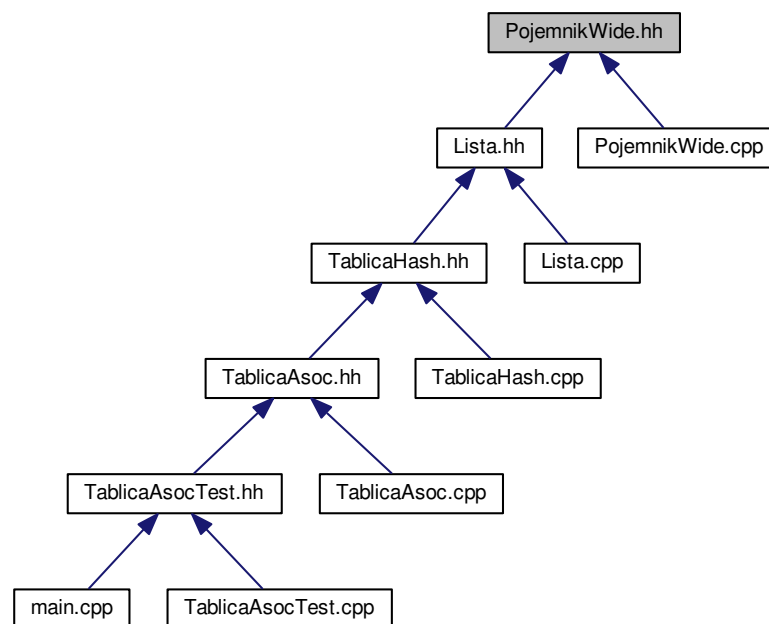 PojemnikWide.hh
Lista.hh
PojemnikWide.cpp
TablicaHash.hh
Lista.cpp
TablicaAsoc.hh
TablicaHash.cpp
TablicaAsocTest.hh
TablicaAsoc.cpp
main.cpp
TablicaAsocTest.cpp